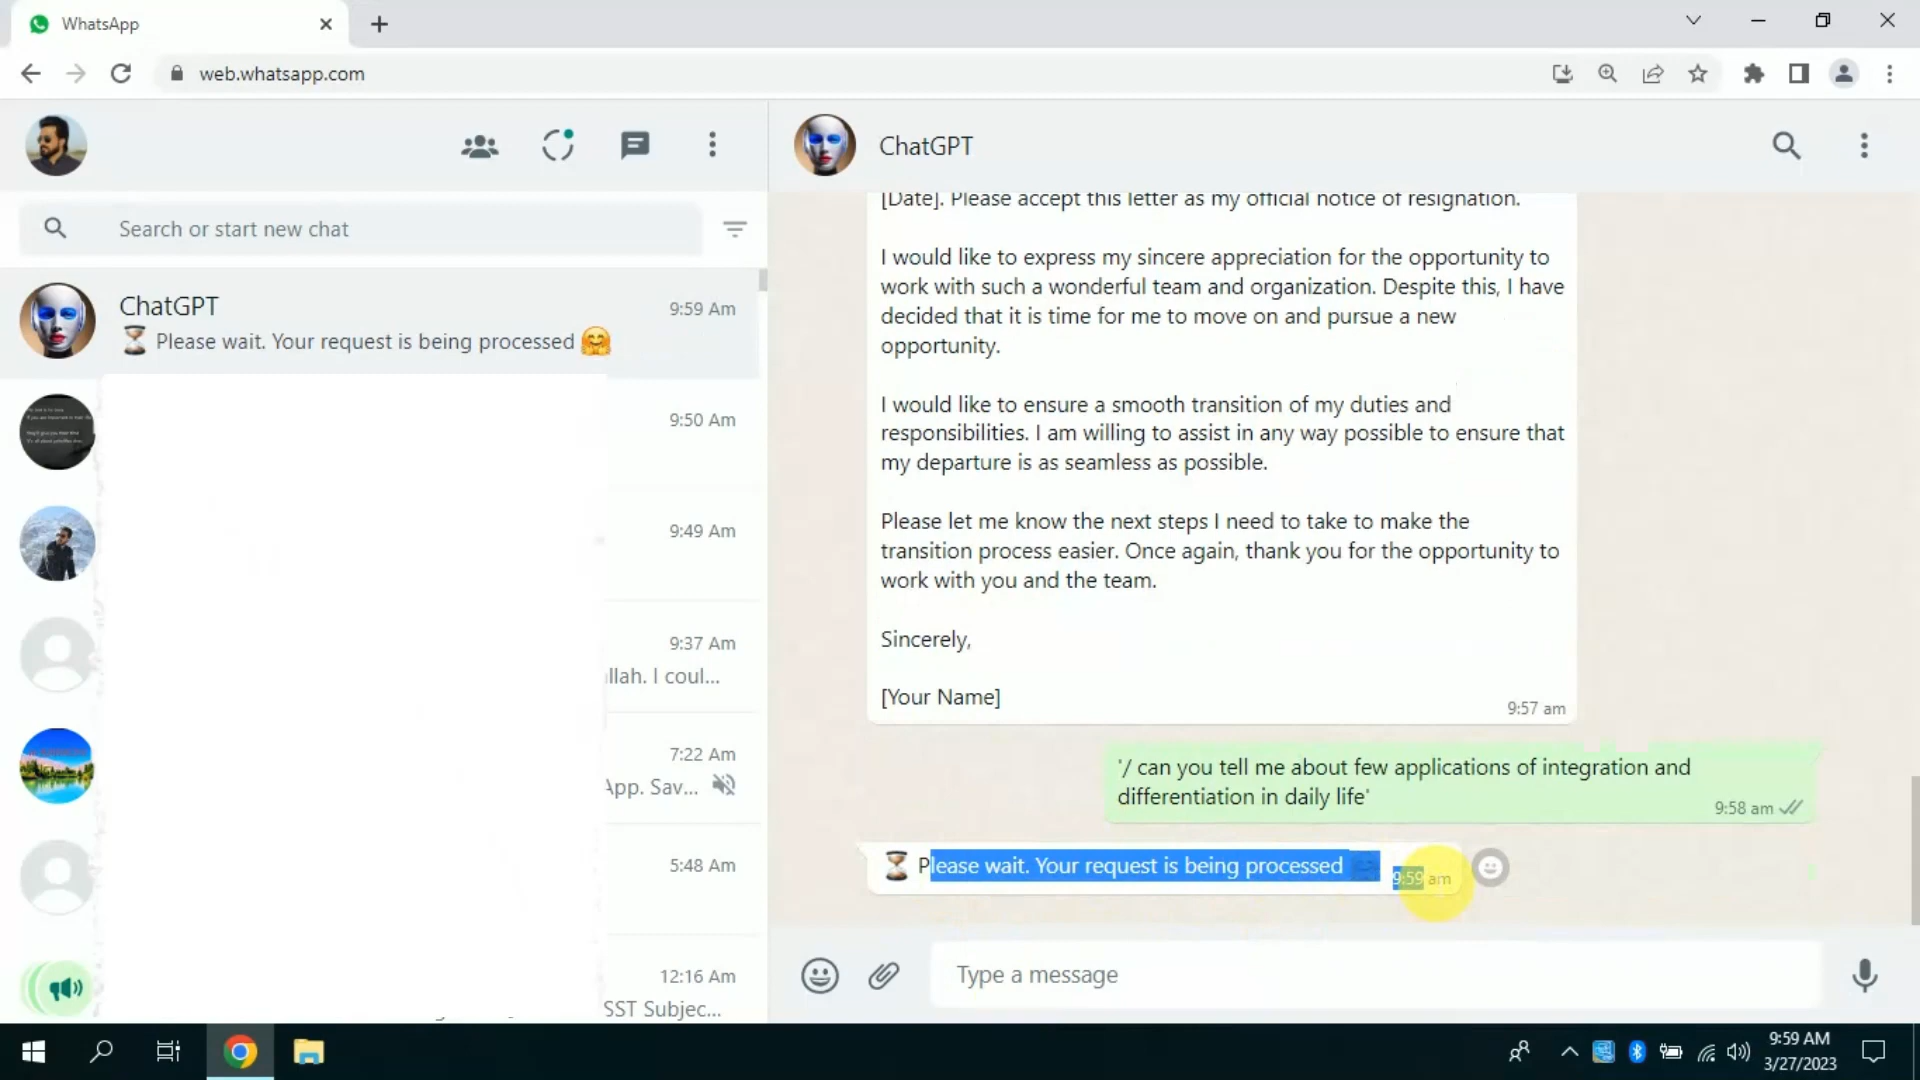 WhatsApp
web.whatsapp.com
Search or start new chat
ChatGPT
9:59 Am
⏳ Please wait. Your request is being processed 🤗
9:50 Am
9:49 Am
9:37 Am
llah. I coul...
7:22 Am
App. Sav...
5:48 Am
12:16 Am
SST Subjec...
ChatGPT
[Date]. Please accept this letter as my official notice of resignation.
I would like to express my sincere appreciation for the opportunity to
work with such a wonderful team and organization. Despite this, I have
decided that it is time for me to move on and pursue a new
opportunity.
I would like to ensure a smooth transition of my duties and
responsibilities. I am willing to assist in any way possible to ensure that
my departure is as seamless as possible.
Please let me know the next steps I need to take to make the
transition process easier. Once again, thank you for the opportunity to
work with you and the team.
Sincerely,
[Your Name]
9:57 am
'/ can you tell me about few applications of integration and
differentiation in daily life'
9:58 am
⏳ Please wait. Your request is being processed
9:59 am
Type a message
9:59 AM
3/27/2023